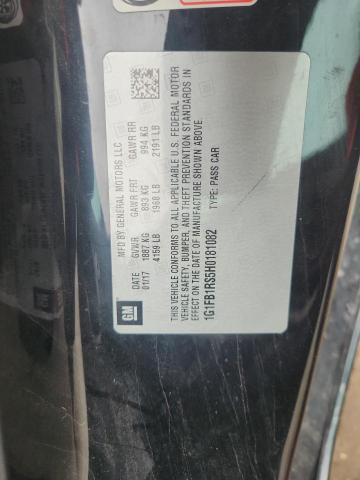 GM
MFD BY GENERAL MOTORS LLC
DATE GVWR GAWR FRT GAWR RR
01/17 1887 KG 893 KG 994 KG
4159 LB 1968 LB 2191 LB
THIS VEHICLE CONFORMS TO ALL APPLICABLE U.S. FEDERAL MOTOR
VEHICLE SAFETY, BUMPER, AND THEFT PREVENTION STANDARDS IN
EFFECT ON THE DATE OF MANUFACTURE SHOWN ABOVE.
1G1FB1RS5H0181082 TYPE: PASS CAR